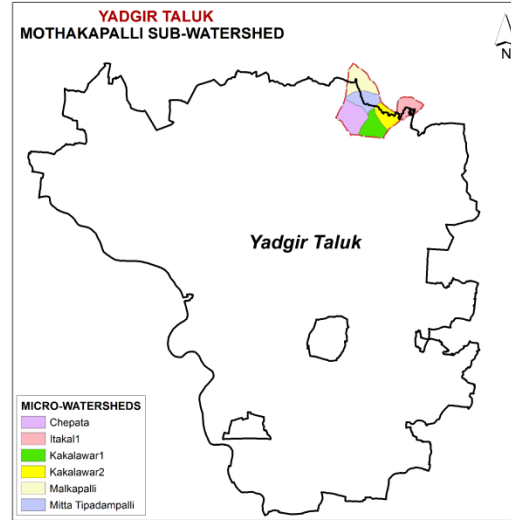 YADGIR TALUK
MOTHAKAPALLI SUB-WATERSHED
N
Yadgir Taluk
MICRO-WATERSHEDS
Chepata
Itakal1
Kakalawar1
Kakalawar2
Malkapalli
Mitta Tipadampalli